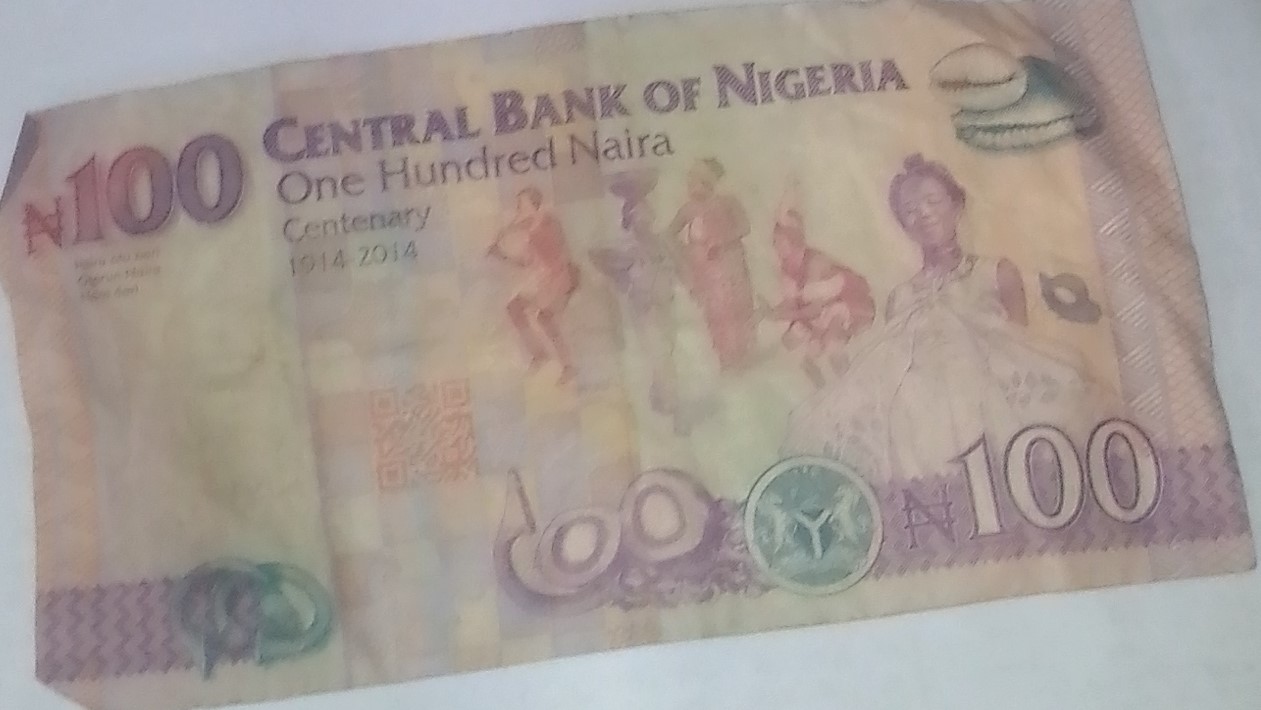 ₦100
CENTRAL BANK OF NIGERIA
One Hundred Naira
Centenary
1914-2014
₦100